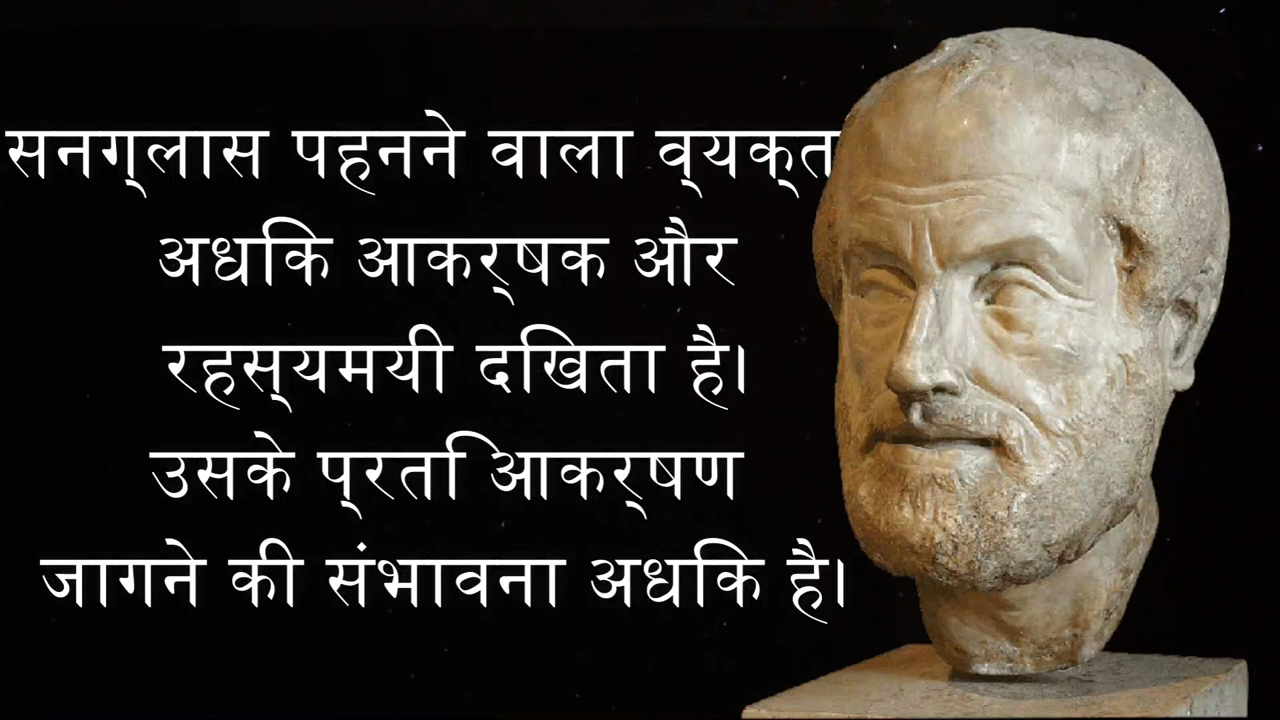 सनग्लास पहनने वाला व्यक्त
अधकि आकर्षक और
रहस्यमयी दखिता है।
उसके प्रतिआकर्षण
जागने की संभावना अधकि है।